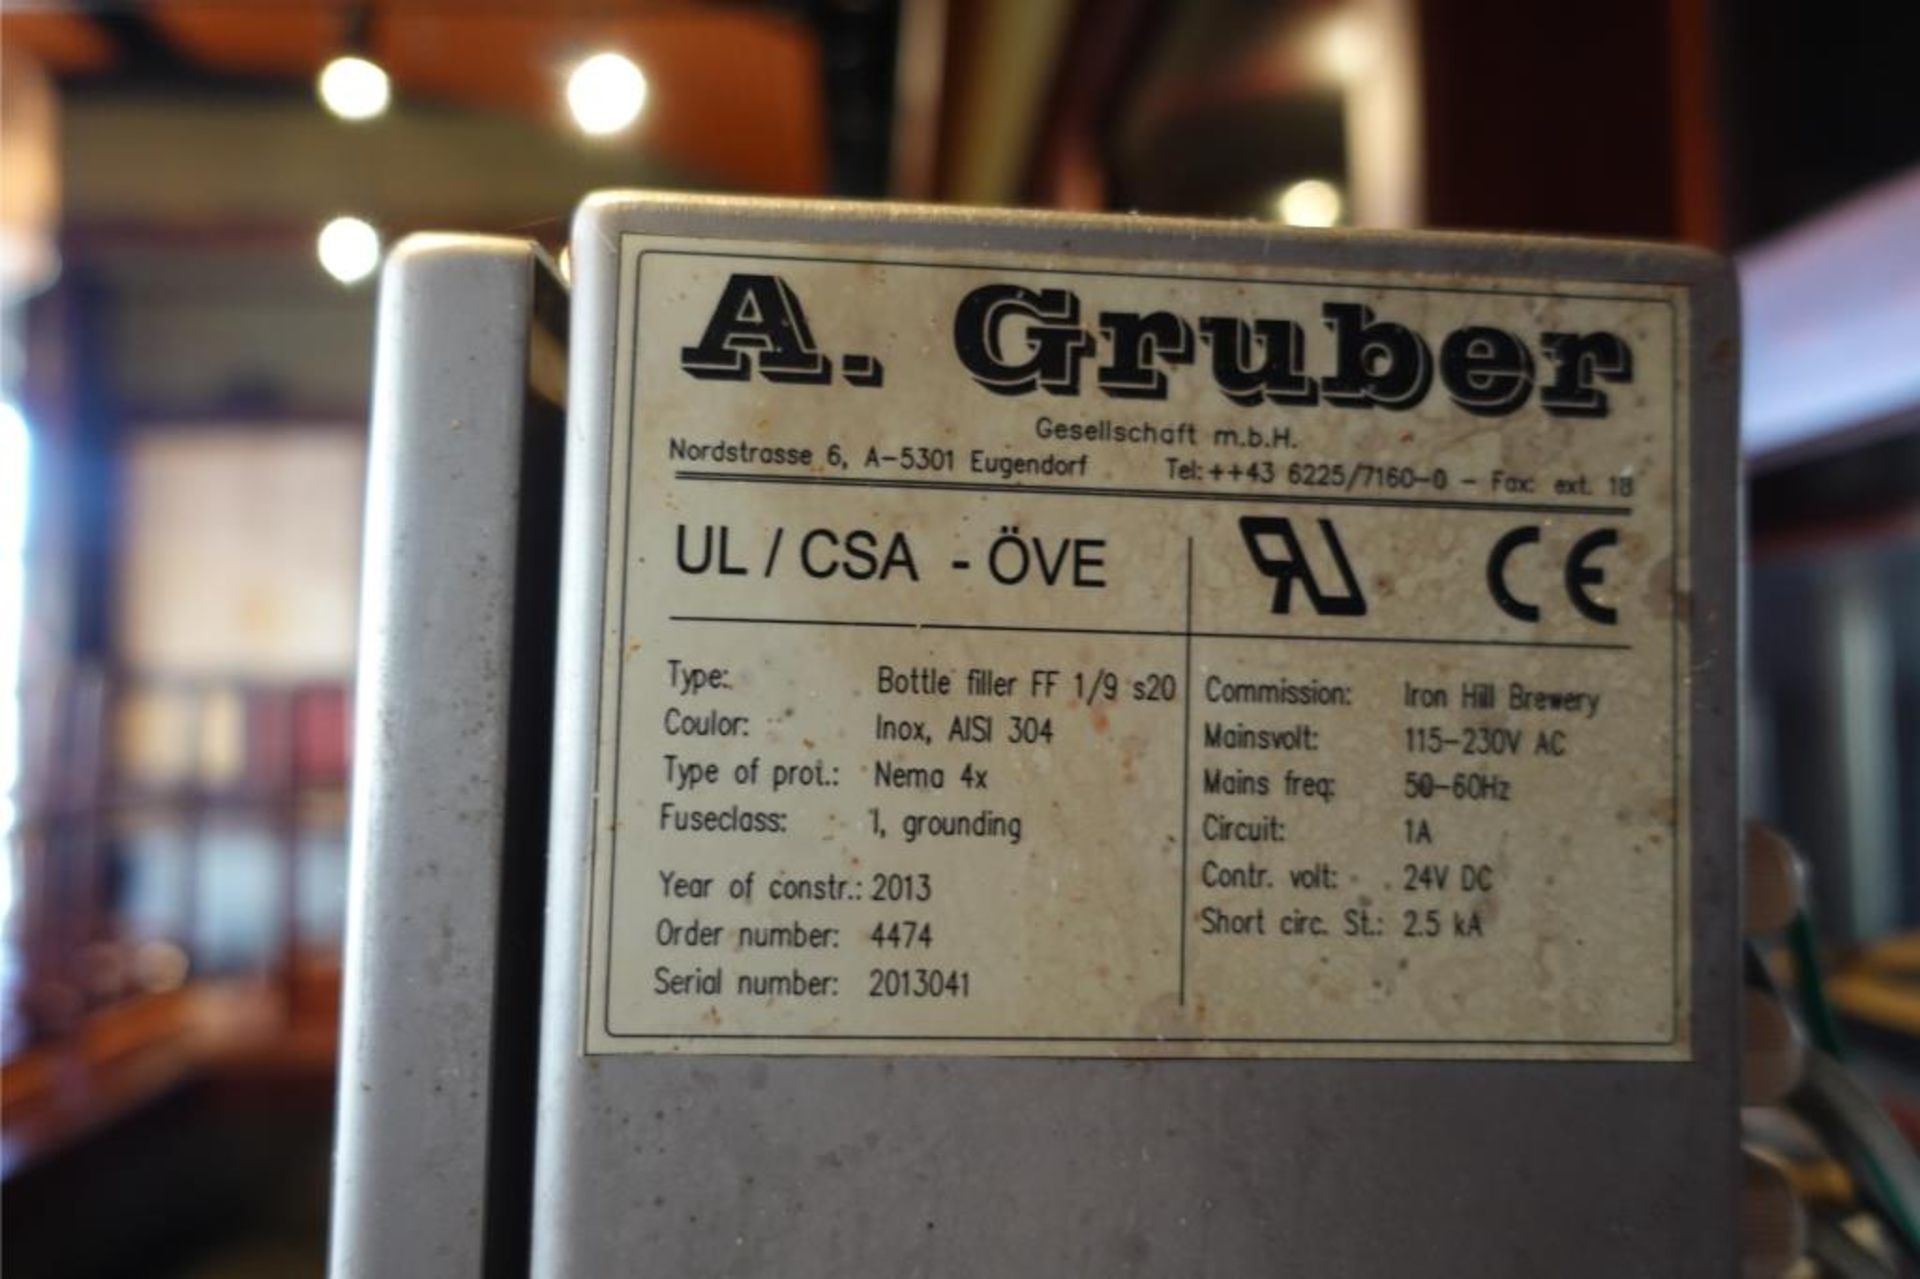 A. Gruber
Gesellschaft m.b.H.
Nordstrasse 6, A-5301 Eugendorf Tel:++43 6225/7160-0 - Fax: ext. 18
UL / CSA - ÖVE
CE
Type: Bottle filler FF 1/9 s20
Coulor: Inox, AISI 304
Type of prot.: Nema 4x
Fuseclass: 1, grounding
Year of constr.: 2013
Order number: 4474
Serial number: 2013041
Commission: Iron Hill Brewery
Mainsvolt: 115-230V AC
Mains freq: 50-60Hz
Circuit: 1A
Contr. volt: 24V DC
Short circ. St.: 2.5 kA